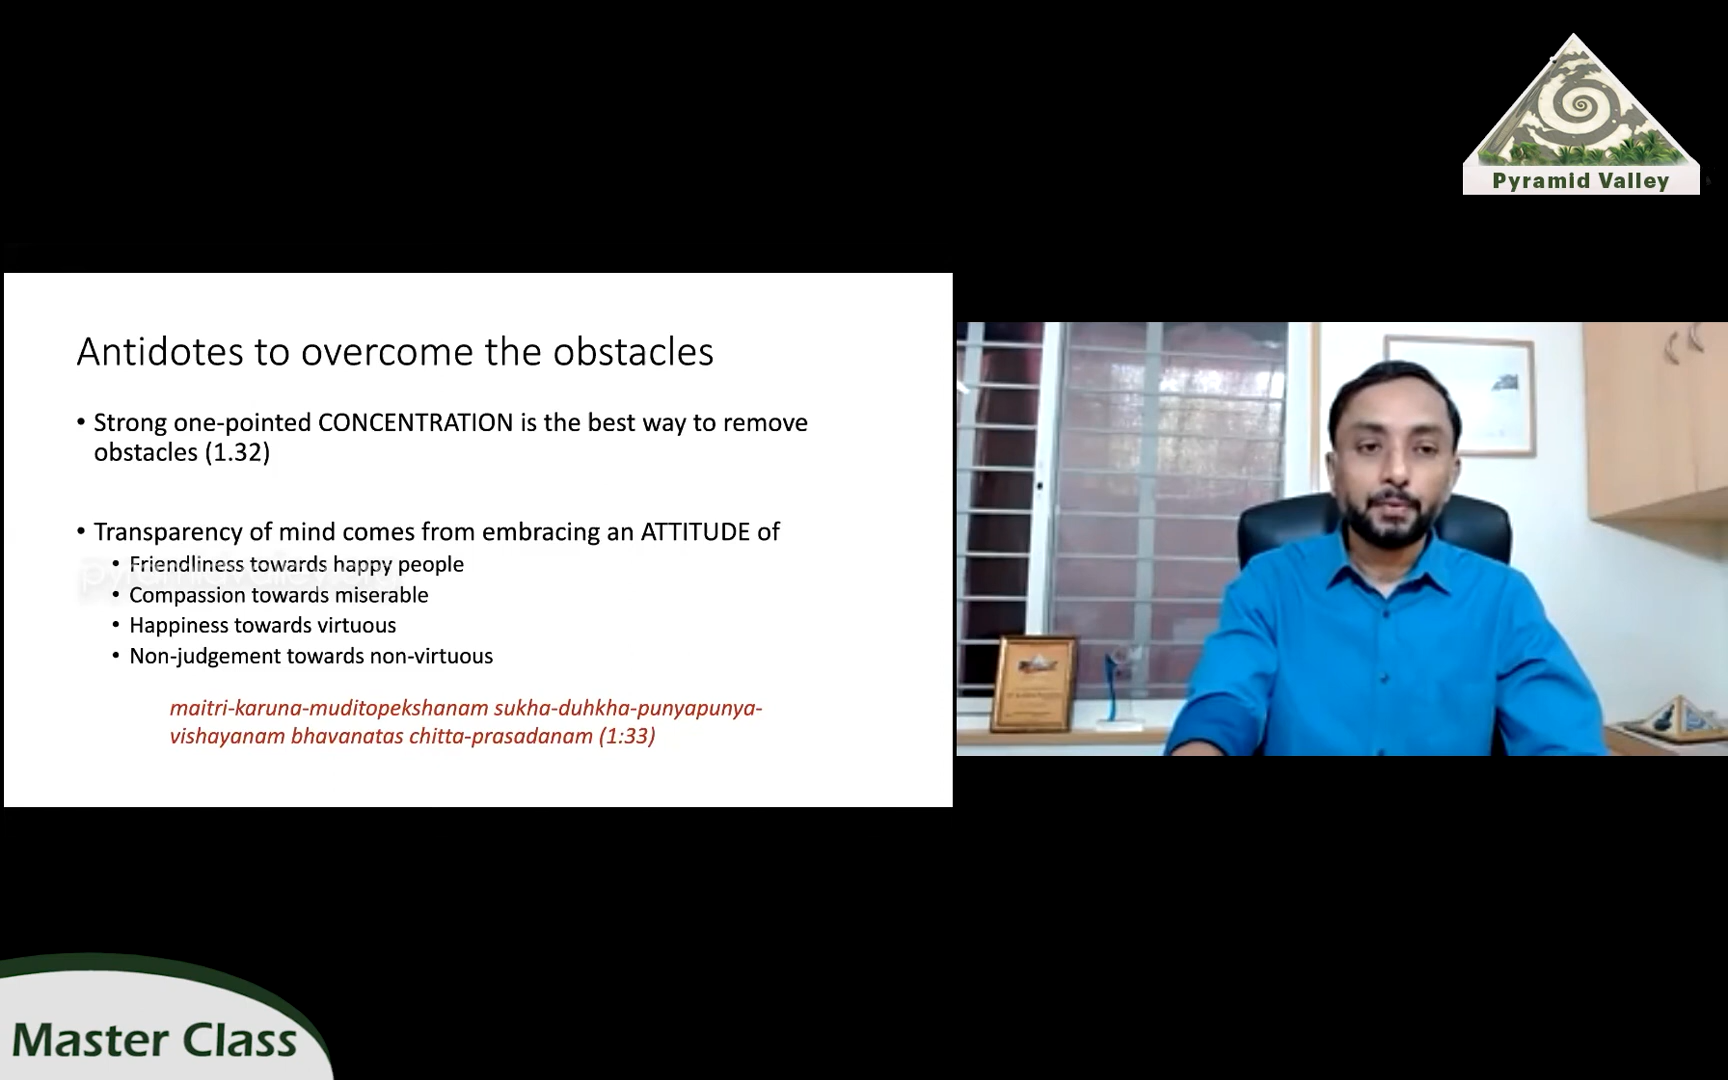 Pyramid Valley
Antidotes to overcome the obstacles
• Strong one-pointed CONCENTRATION is the best way to remove
obstacles (1.32)
• Transparency of mind comes from embracing an ATTITUDE of
• Friendliness towards happy people
• Compassion towards miserable
• Happiness towards virtuous
• Non-judgement towards non-virtuous
maitri-karuna-muditopekshanam sukha-duhkha-punyapunya-
vishayanam bhavanatas chitta-prasadanam (1:33)
Master Class